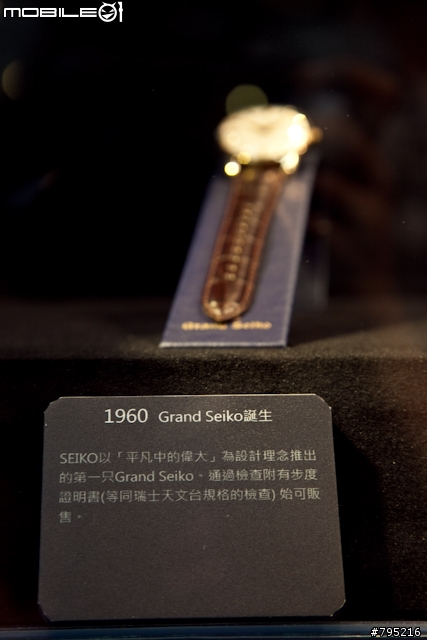 MOBILE01
Grand Seiko
1960 Grand Seiko誕生
SEIKO以「平凡中的偉大」為設計理念推出
的第一只Grand Seiko。通過檢查附有步度
證明書(等同瑞士天文台規格的檢查) 始可販
售。
#795216